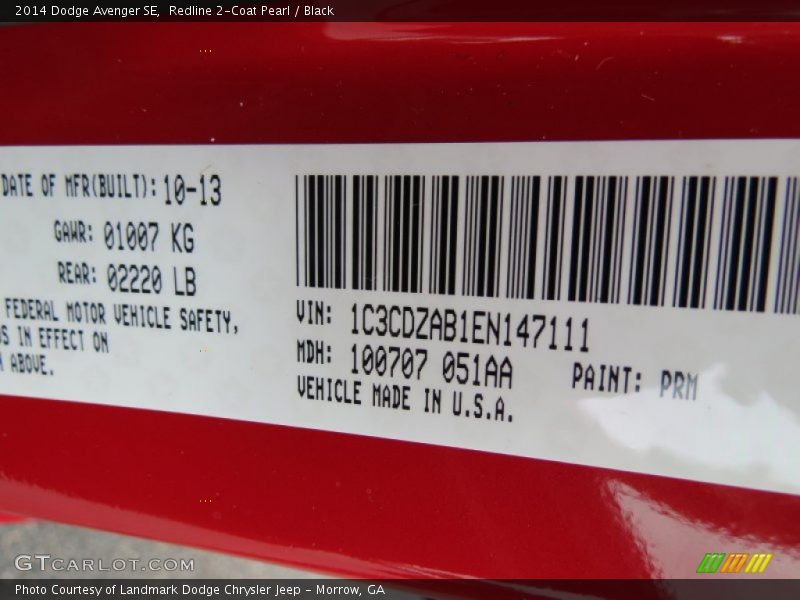 2014 Dodge Avenger SE,  Redline 2-Coat Pearl / Black
DATE OF MFR(BUILT): 10-13
GAWR: 01007 KG
REAR: 02220 LB
FEDERAL MOTOR VEHICLE SAFETY,
IN EFFECT ON
ABOVE.
VIN: 1C3CDZAB1EN147111
MDH: 100707 051AA
PAINT: PRM
VEHICLE MADE IN U.S.A.
GTCARLOT.COM
Photo Courtesy of Landmark Dodge Chrysler Jeep - Morrow, GA